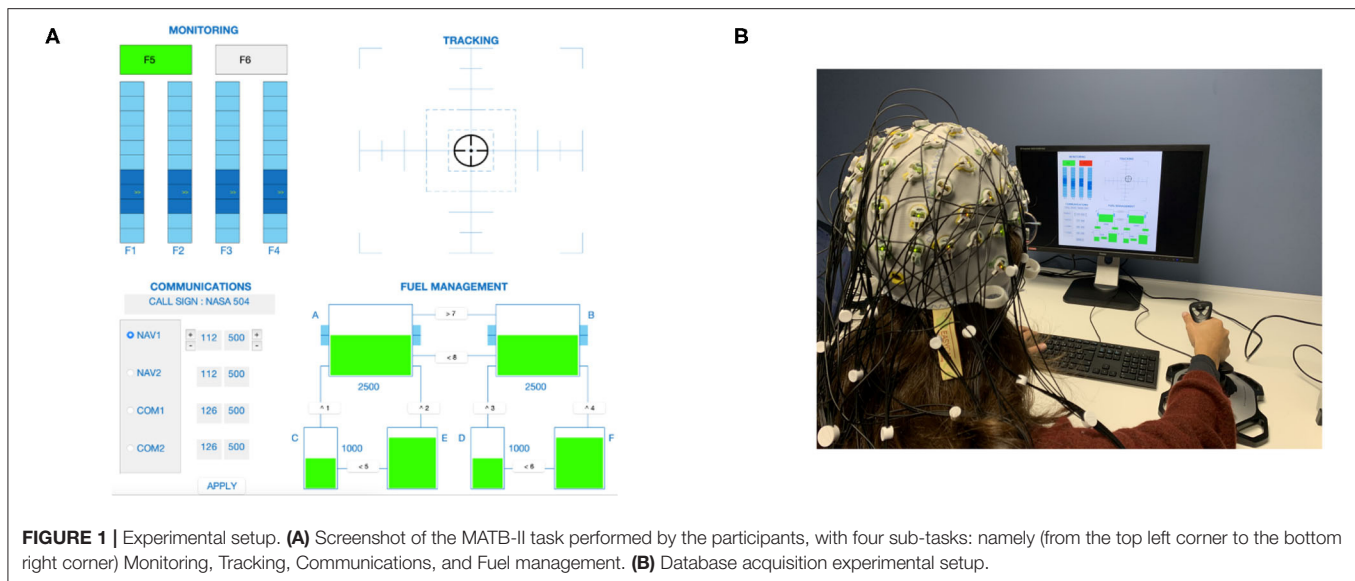 A
B
MONITORING
TRACKING
F5
F6
F1
F2
F3
F4
COMMUNICATIONS
CALL SIGN : NASA 504
NAV1
+
-
112
500
+
-
NAV2
112
500
COM1
126
500
COM2
126
500
APPLY
FUEL MANAGEMENT
A
> 7
B
< 8
2500
2500
^ 1
^ 2
^ 3
^ 4
C
1000
E
D
1000
F
< 5
< 6
FIGURE 1 | Experimental setup. (A) Screenshot of the MATB-II task performed by the participants, with four sub-tasks: namely (from the top left corner to the bottom
right corner) Monitoring, Tracking, Communications, and Fuel management. (B) Database acquisition experimental setup.